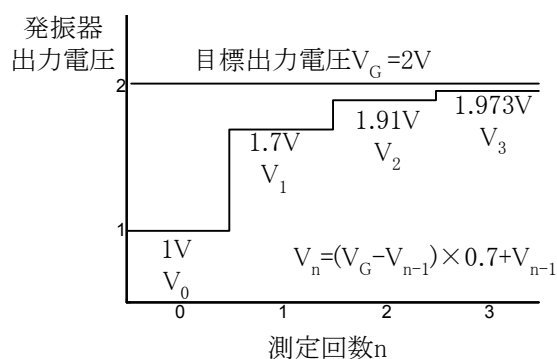 発振器
出力電圧
目標出力電圧V_G=2V
2
1.973V
V_3
1.91V
V_2
1.7V
V_1
1
1V
V_0
V_n=(V_G-V_{n-1})×0.7+V_{n-1}
0 1 2 3
測定回数n